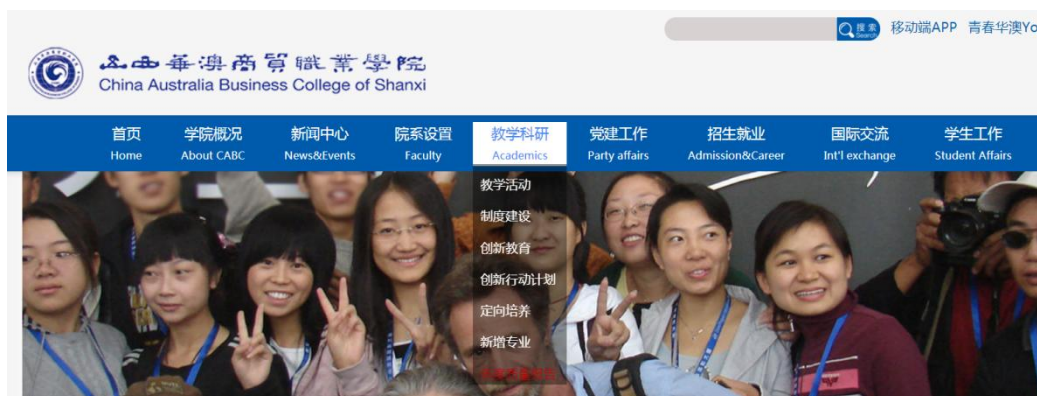 搜索
Search
移动端APP 青春华澳Yo
山西華澳商貿職業學院
China Australia Business College of Shanxi
首页 学院概况 新闻中心 院系设置 教学科研 党建工作 招生就业 国际交流 学生工作
Home About CABC News&Events Faculty Academics Party affairs Admission&Career Int'l exchange Student Affairs
教学活动
制度建设
创新教育
创新行动计划
定向培养
新增专业